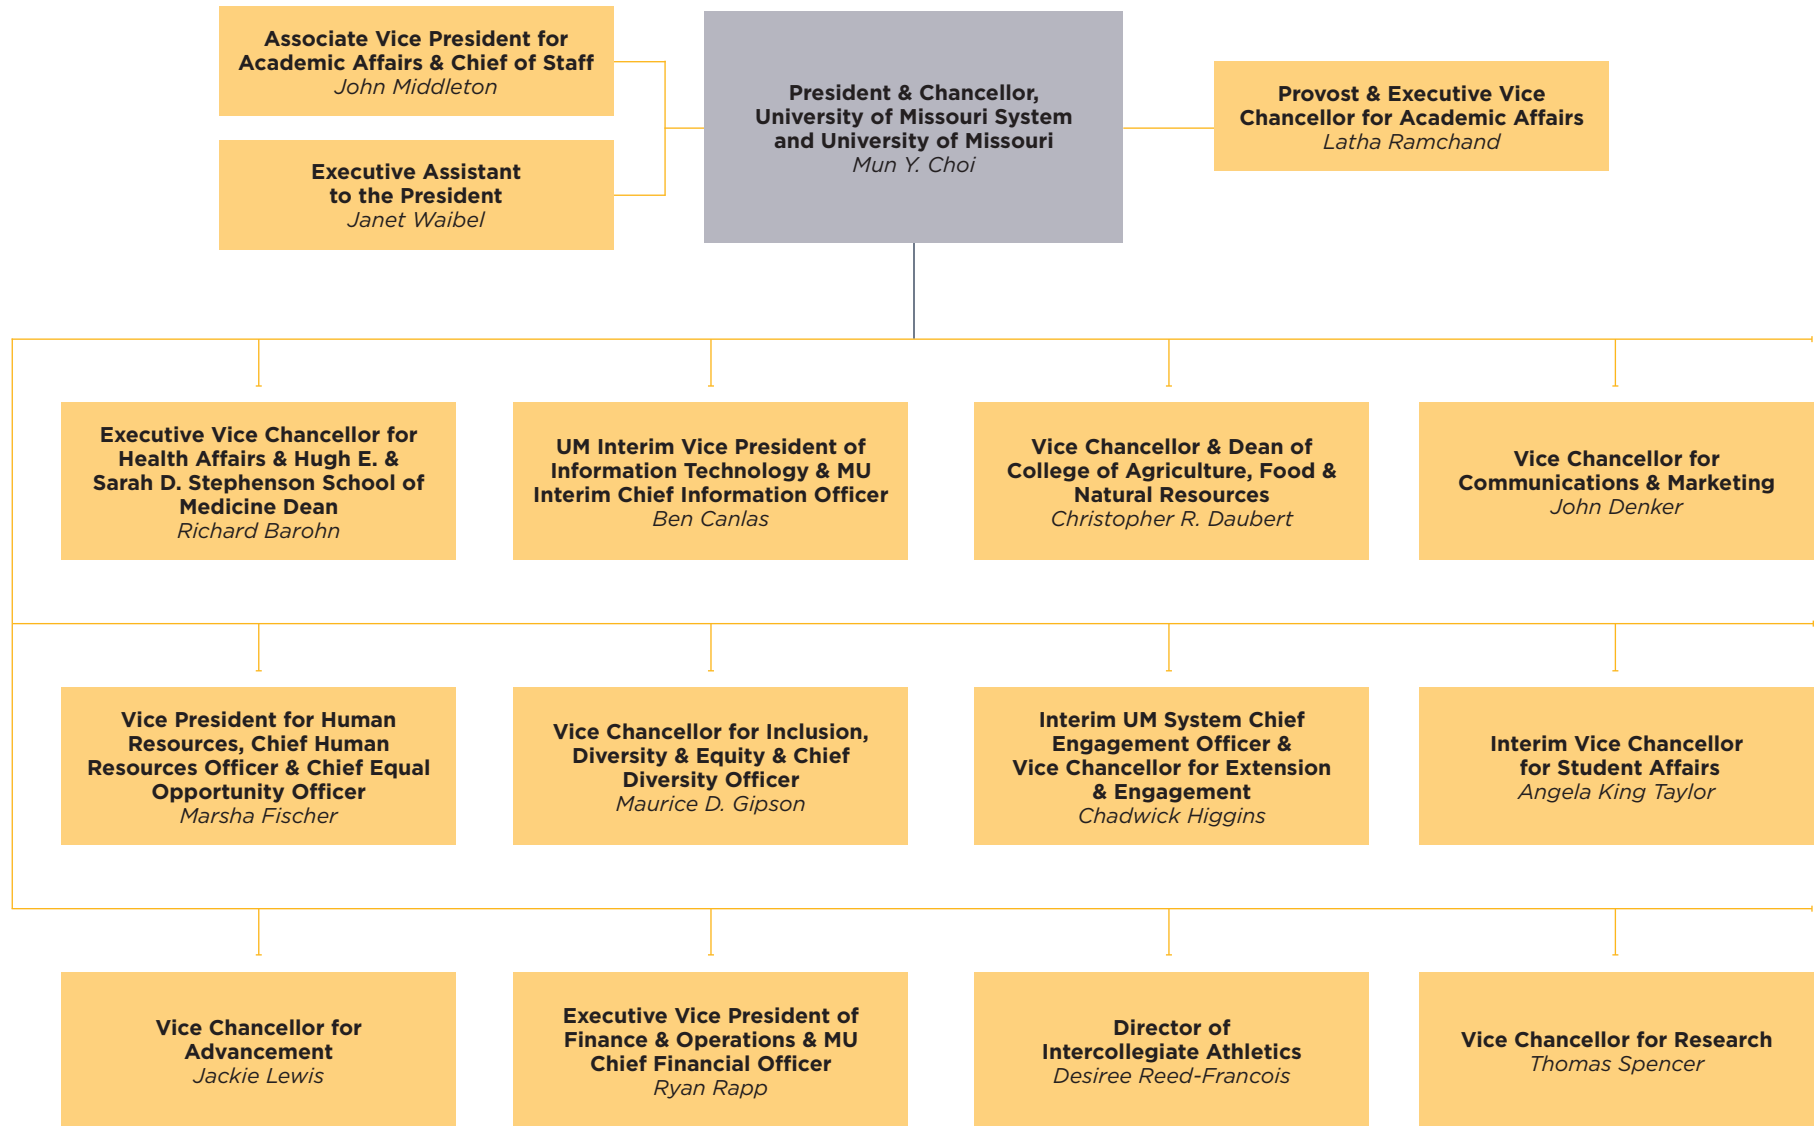 Associate Vice President for
Academic Affairs & Chief of Staff
John Middleton
Executive Assistant
to the President
Janet Waibel
President & Chancellor,
University of Missouri System
and University of Missouri
Mun Y. Choi
Provost & Executive Vice
Chancellor for Academic Affairs
Latha Ramchand
Executive Vice Chancellor for
Health Affairs & Hugh E. &
Sarah D. Stephenson School of
Medicine Dean
Richard Barohn
UM Interim Vice President of
Information Technology & MU
Interim Chief Information Officer
Ben Canlas
Vice Chancellor & Dean of
College of Agriculture, Food &
Natural Resources
Christopher R. Daubert
Vice Chancellor for
Communications & Marketing
John Denker
Vice President for Human
Resources, Chief Human
Resources Officer & Chief Equal
Opportunity Officer
Marsha Fischer
Vice Chancellor for Inclusion,
Diversity & Equity & Chief
Diversity Officer
Maurice D. Gipson
Interim UM System Chief
Engagement Officer &
Vice Chancellor for Extension
& Engagement
Chadwick Higgins
Interim Vice Chancellor
for Student Affairs
Angela King Taylor
Vice Chancellor for
Advancement
Jackie Lewis
Executive Vice President of
Finance & Operations & MU
Chief Financial Officer
Ryan Rapp
Director of
Intercollegiate Athletics
Desiree Reed-Francois
Vice Chancellor for Research
Thomas Spencer